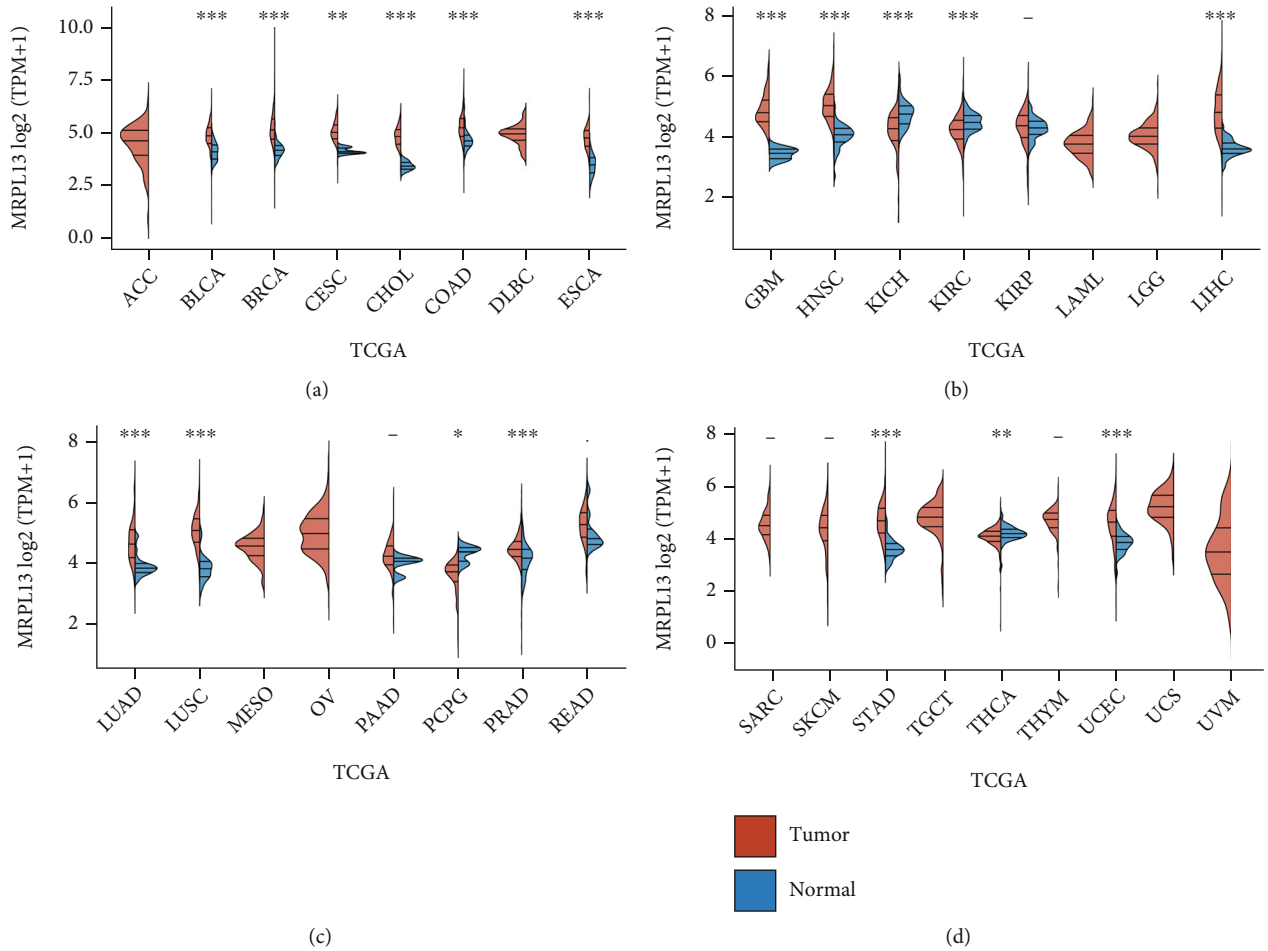 *** *** ** *** *** ***
MRPL13 log2 (TPM+1)
10.0
7.5
5.0
2.5
0.0
ACC BLCA BRCA CESC CHOL COAD DLBC ESCA
TCGA
(a)
*** *** *** *** – ***
MRPL13 log2 (TPM+1)
8
6
4
2
GBM HNSC KICH KIRC KIRP LAML LGG LIHC
TCGA
(b)
*** *** – * *** .
MRPL13 log2 (TPM+1)
8
6
4
2
LUAD LUSC MESO OV PAAD PCPG PRAD READ
TCGA
(c)
– – *** ** – ***
MRPL13 log2 (TPM+1)
8
6
4
2
0
SARC SKCM STAD TGCT THCA THYM UCEC UCS UVM
TCGA
Tumor
Normal
(d)